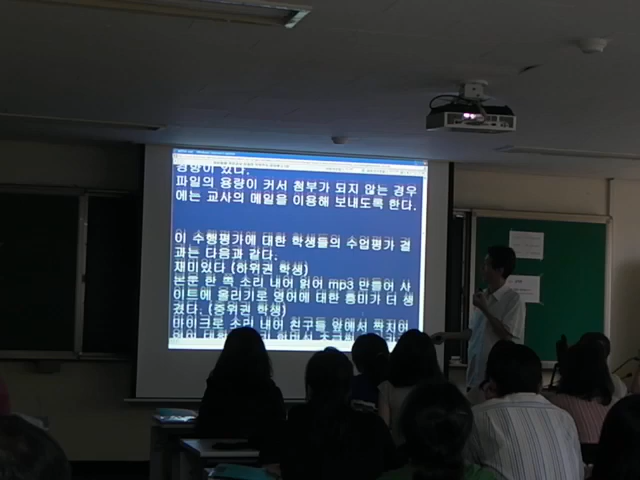 경향이 있다.
파일의 용량이 커서 첨부가 되지 않는 경우
에는 교사의 메일을 이용해 보내도록 한다.
이 수행평가에 대한 학생들의 수업평가 결
과는 다음과 같다.
재미있다 (하위권 학생)
본문 한 쪽 소리 내어 읽어 mp3 만들어 사
이트에 올리기로 영어에 대한 흥미가 더 생
겼다. (중위권 학생)
마이크로 소리 내어 친구들 앞에서